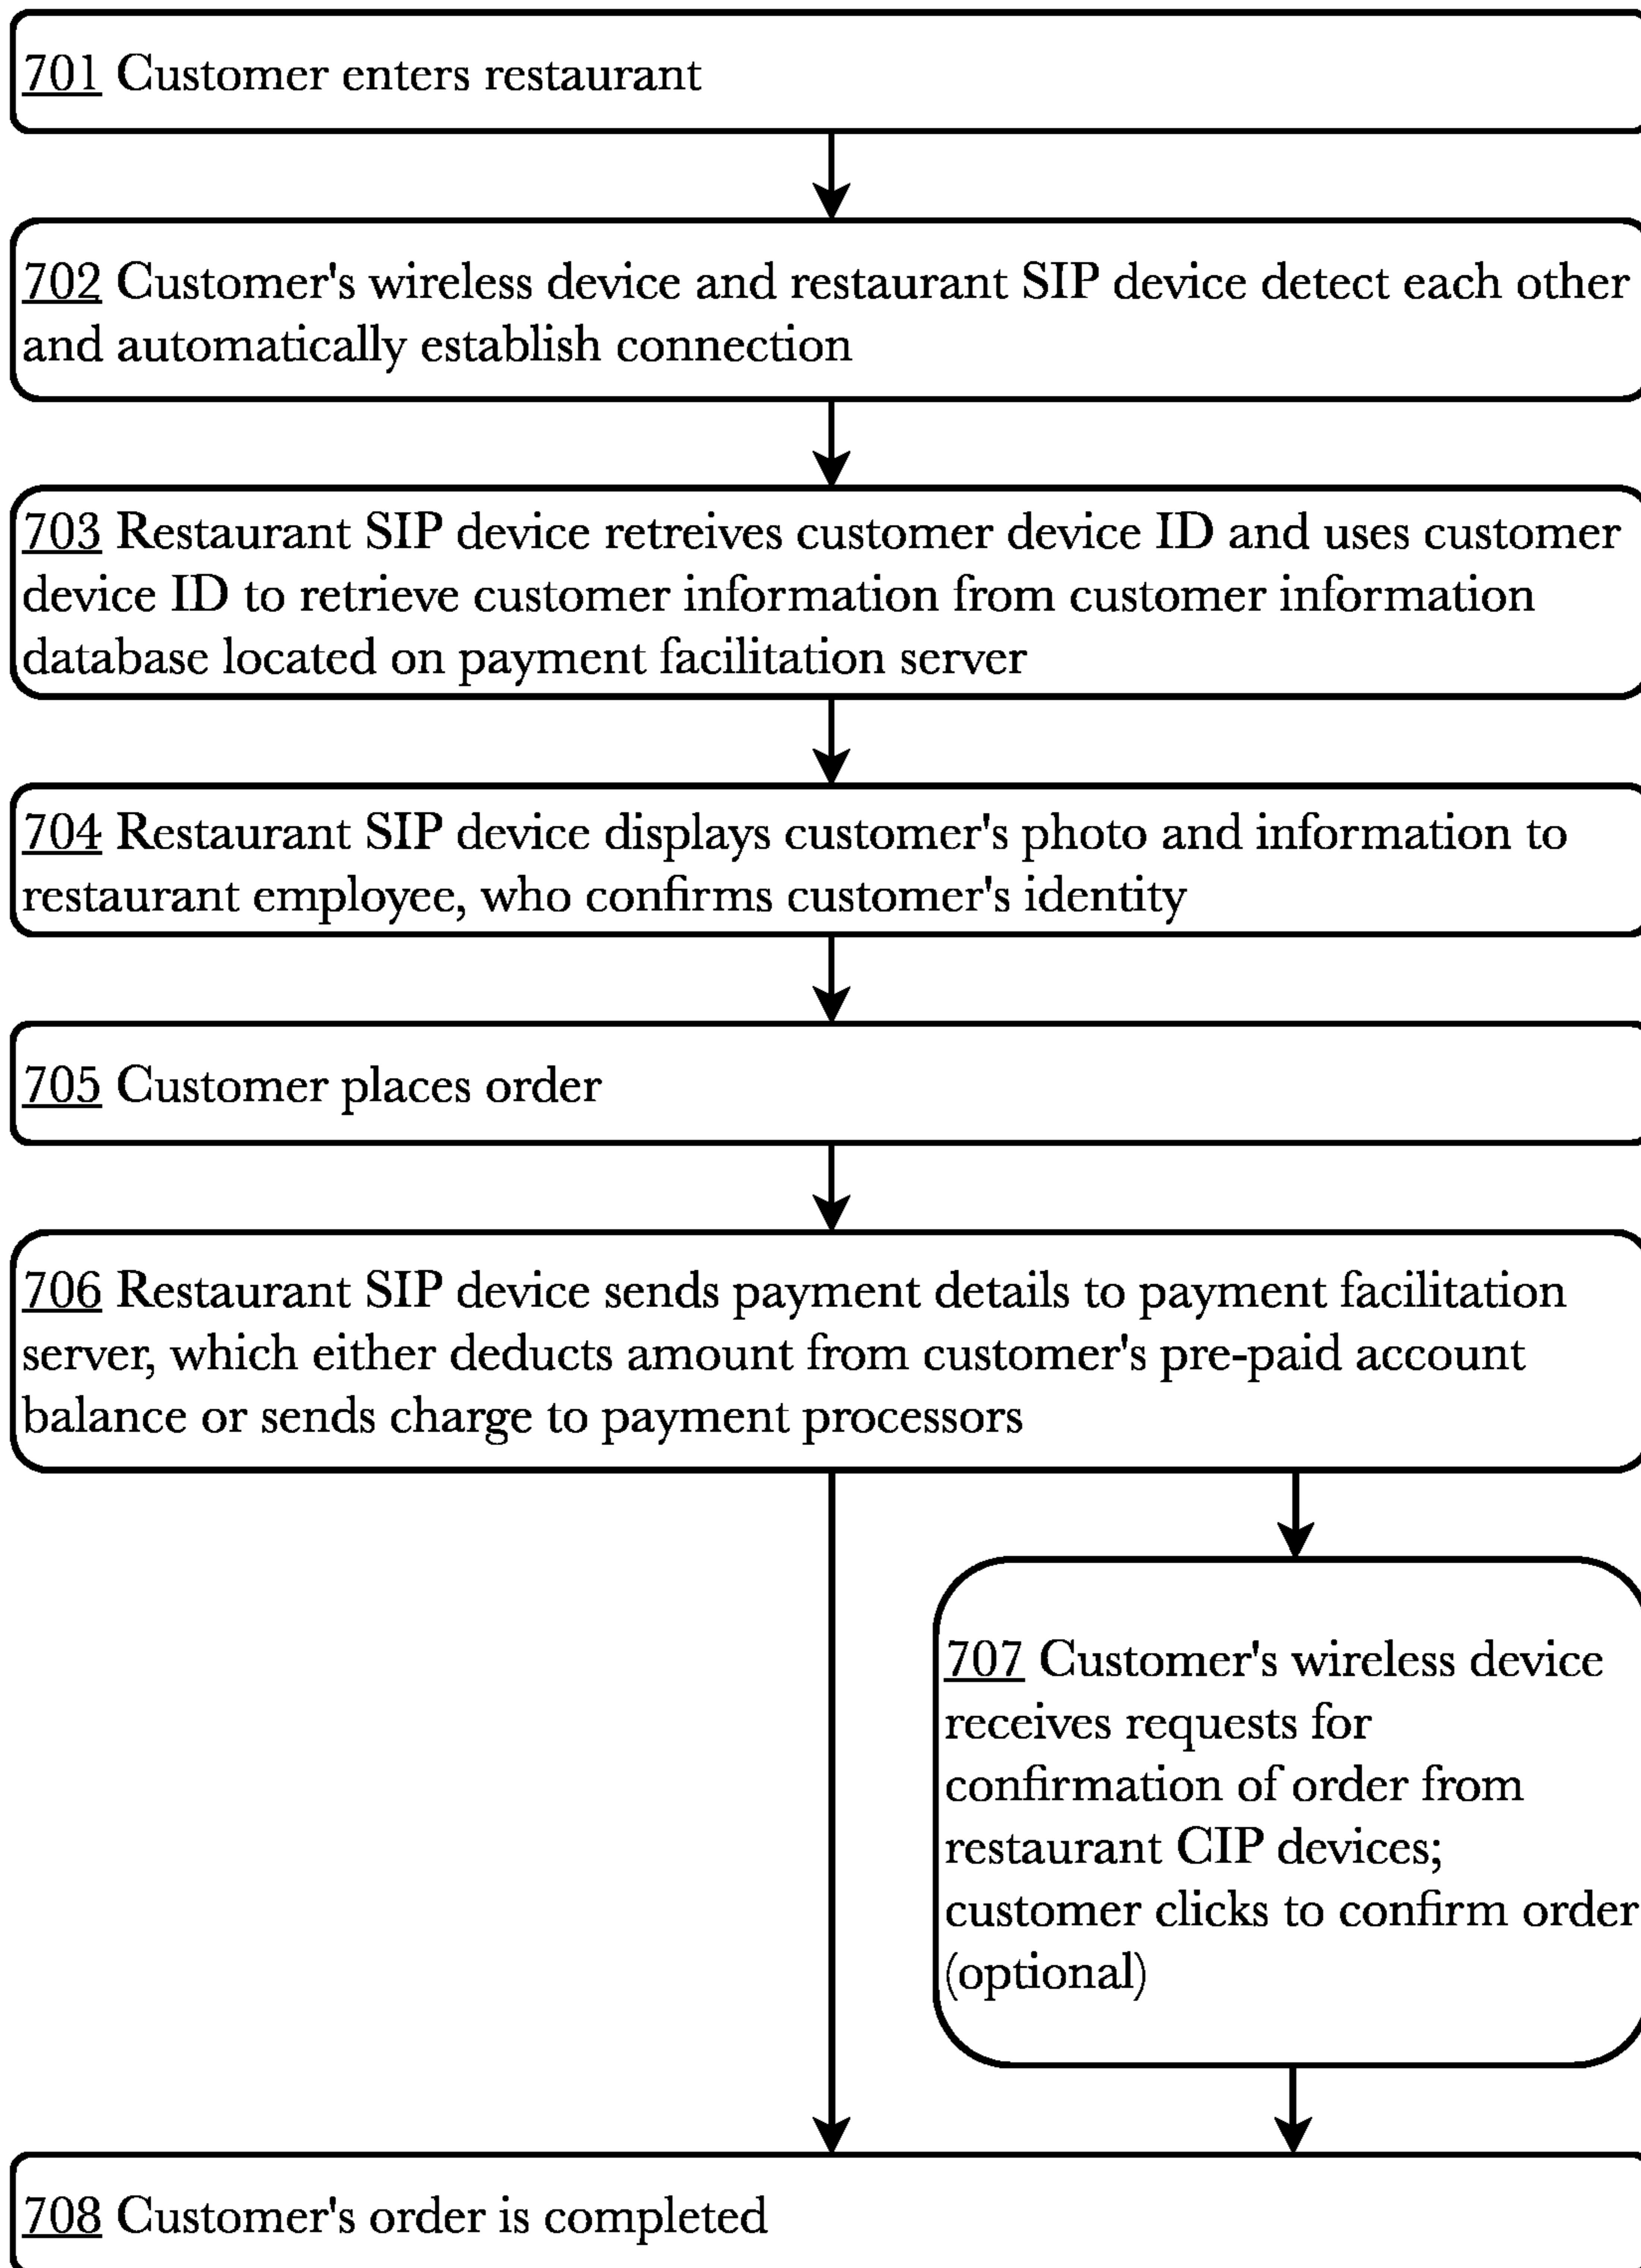 701 Customer enters restaurant
702 Customer's wireless device and restaurant SIP device detect each other
and automatically establish connection
703 Restaurant SIP device retreives customer device ID and uses customer
device ID to retrieve customer information from customer information
database located on payment facilitation server
704 Restaurant SIP device displays customer's photo and information to
restaurant employee, who confirms customer's identity
705 Customer places order
706 Restaurant SIP device sends payment details to payment facilitation
server, which either deducts amount from customer's pre-paid account
balance or sends charge to payment processors
707 Customer's wireless device
receives requests for
confirmation of order from
restaurant CIP devices;
customer clicks to confirm order
(optional)
708 Customer's order is completed